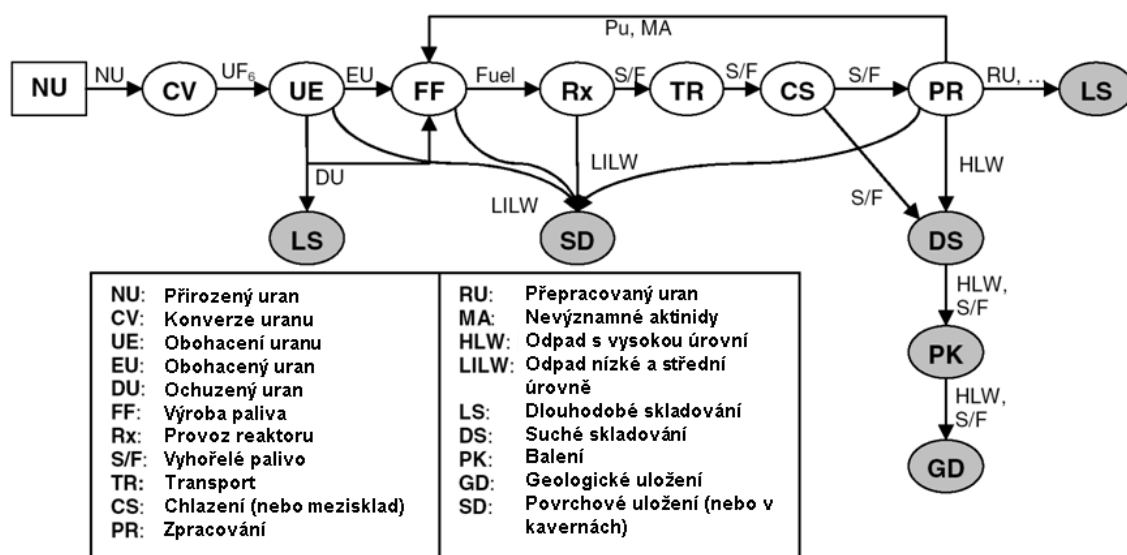 Pu, MA
NU
NU
CV
UF₆
UE
EU
FF
Fuel
Rx
S/F
TR
S/F
CS
S/F
PR
RU, ...
LS
DU
LILW
LILW
S/F
HLW
LS
SD
DS
HLW,
S/F
PK
HLW,
S/F
GD
NU: Přirozený uran
CV: Konverze uranu
UE: Obohacení uranu
EU: Obohacený uran
DU: Ochuzený uran
FF: Výroba paliva
Rx: Provoz reaktoru
S/F: Vyhořelé palivo
TR: Transport
CS: Chlazení (nebo mezisklad)
PR: Zpracování
RU: Přepracovaný uran
MA: Nevýznamné aktinidy
HLW: Odpad s vysokou úrovní
LILW: Odpad nízké a střední
úrovně
LS: Dlouhodobé skladování
DS: Suché skladování
PK: Balení
GD: Geologické uložení
SD: Povrchové uložení (nebo v
kavernách)